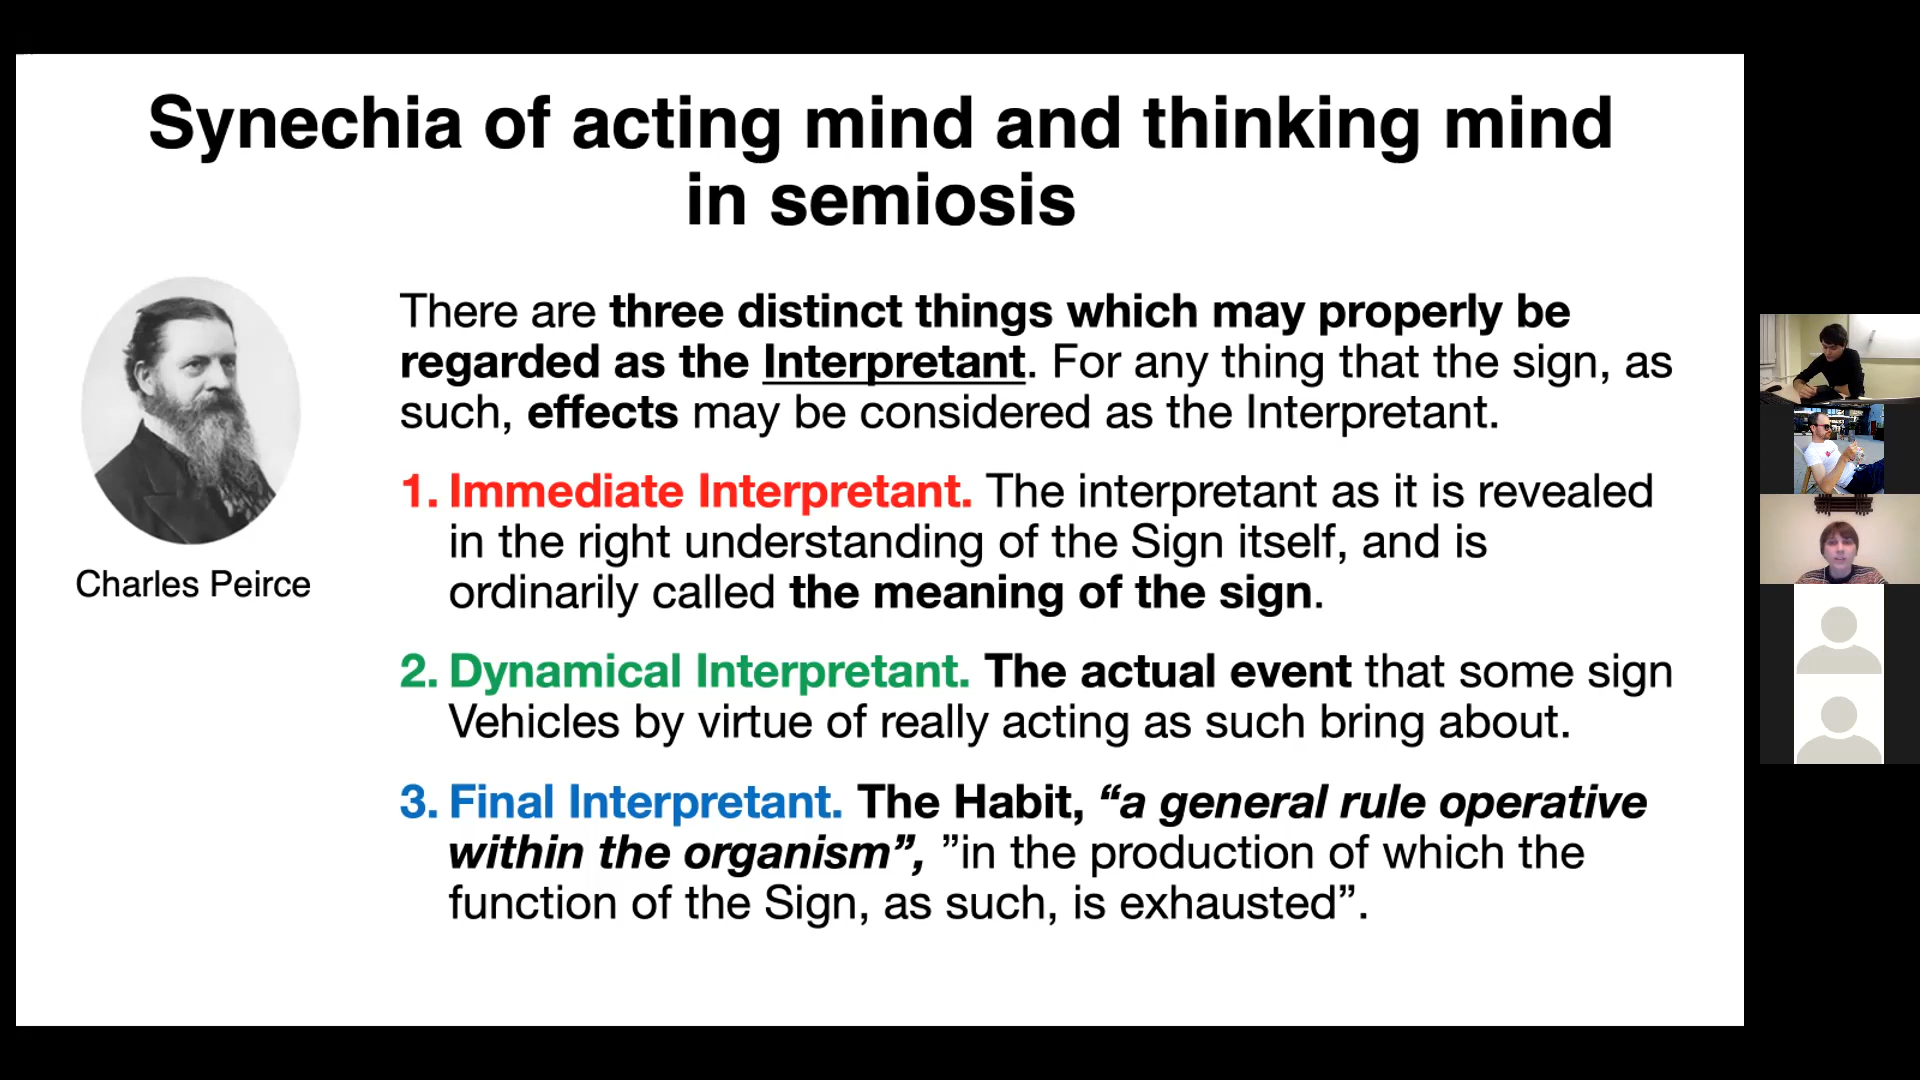 Synechia of acting mind and thinking mind
in semiosis
There are three distinct things which may properly be
regarded as the Interpretant. For any thing that the sign, as
such, effects may be considered as the Interpretant.
1. Immediate Interpretant. The interpretant as it is revealed
in the right understanding of the Sign itself, and is
ordinarily called the meaning of the sign.
Charles Peirce
2. Dynamical Interpretant. The actual event that some sign
Vehicles by virtue of really acting as such bring about.
3. Final Interpretant. The Habit, “a general rule operative
within the organism”, ”in the production of which the
function of the Sign, as such, is exhausted”.